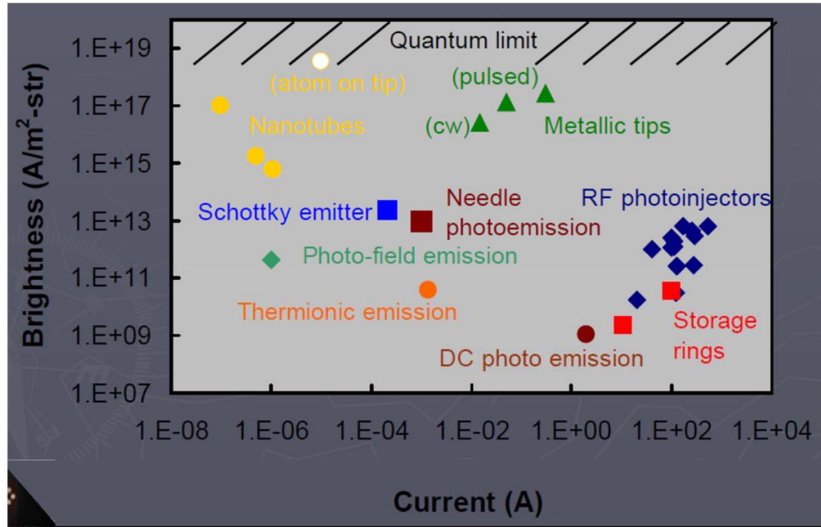 Brightness (A/m²-str)
1.E+19
1.E+17
1.E+15
1.E+13
1.E+11
1.E+09
1.E+07
Quantum limit
(atom on tip)
(pulsed)
Nanotubes
(cw)
Metallic tips
Schottky emitter
Needle
photoemission
RF photoinjectors
Photo-field emission
Thermionic emission
Storage
rings
DC photo emission
1.E-08 1.E-06 1.E-04 1.E-02 1.E+00 1.E+02 1.E+04
Current (A)